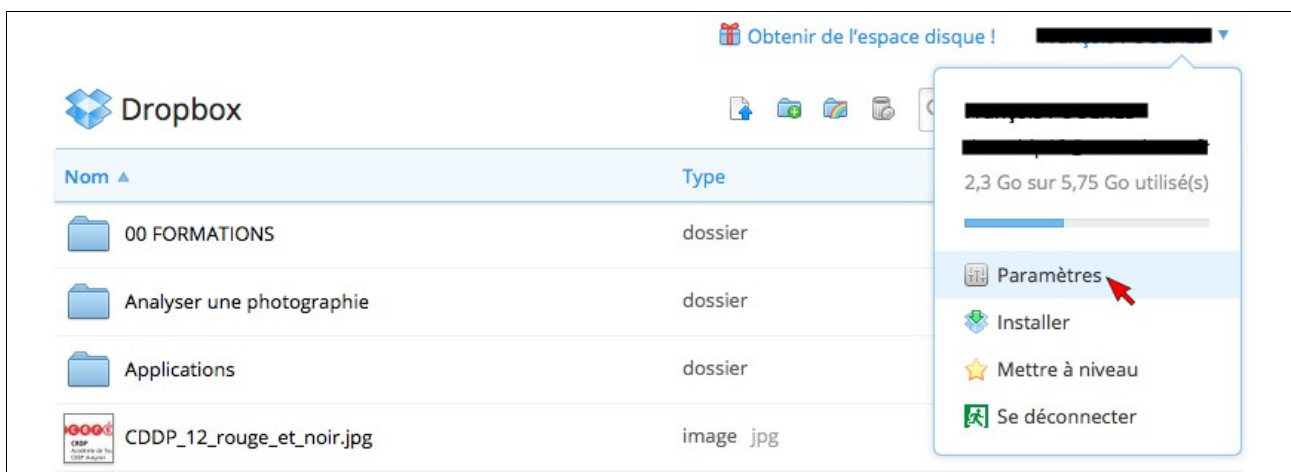 Obtenir de l'espace disque !
Dropbox
2,3 Go sur 5,75 Go utilisé(s)
Nom Type
00 FORMATIONS dossier
Analyser une photographie dossier
Applications dossier
CDDP_12_rouge_et_noir.jpg image jpg
Paramètres
Installer
Mettre à niveau
Se déconnecter